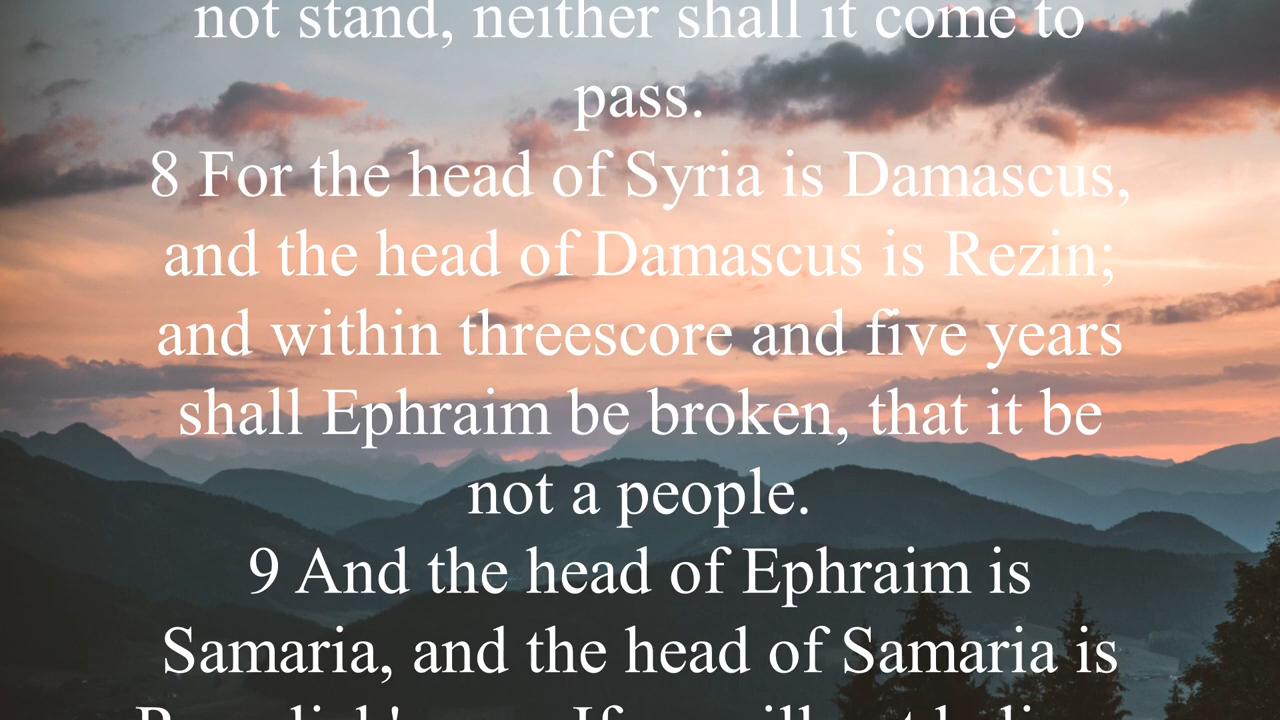 not stand, neither shall it come to
pass.
8 For the head of Syria is Damascus,
and the head of Damascus is Rezin;
and within threescore and five years
shall Ephraim be broken, that it be
not a people.
9 And the head of Ephraim is
Samaria, and the head of Samaria is